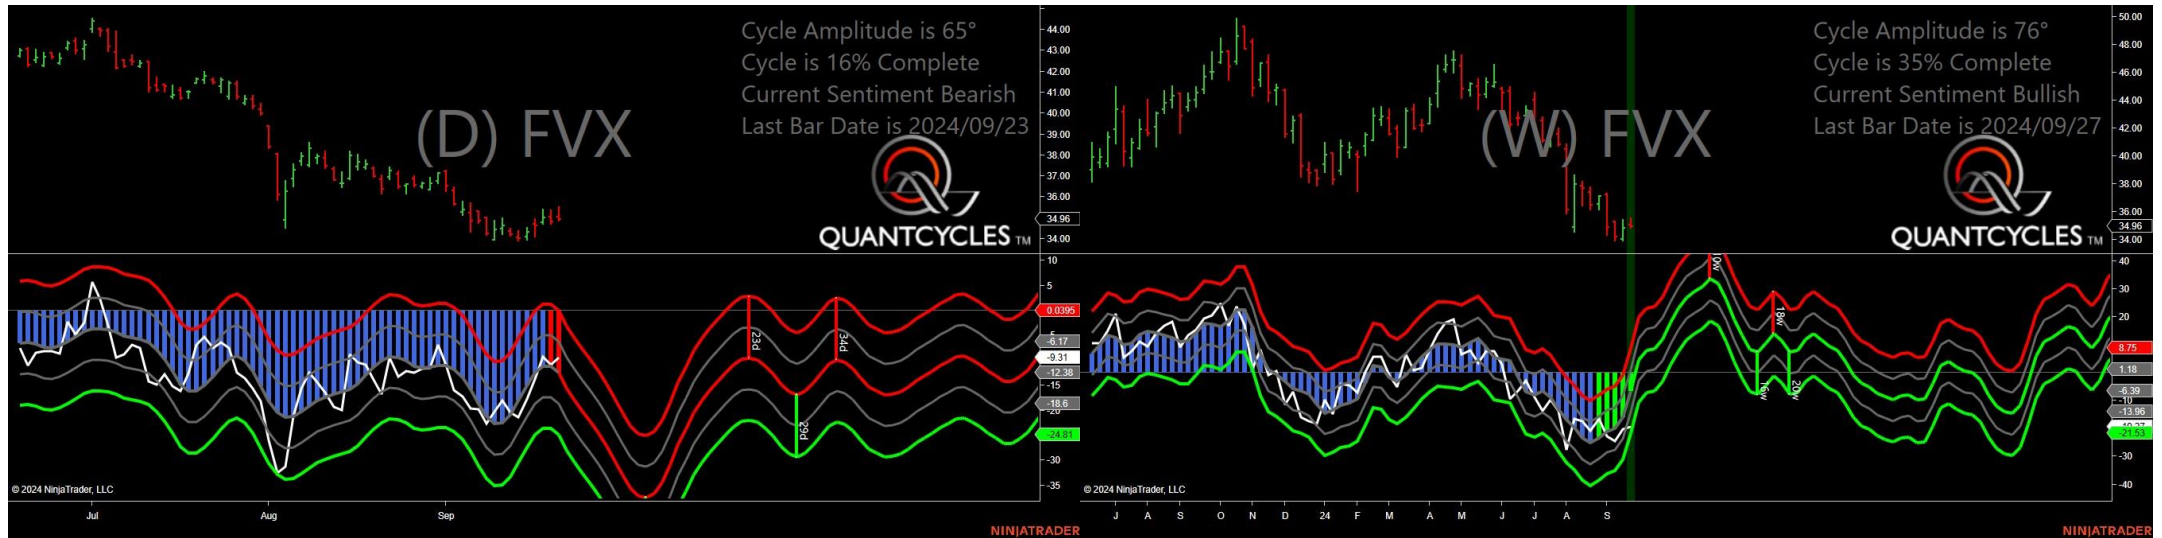 Cycle Amplitude is 65°
Cycle is 16% Complete
Current Sentiment Bearish
Last Bar Date is 2024/09/23
(D) FVX
QUANTCYCLES TM
44.00
43.00
42.00
41.00
40.00
39.00
38.00
37.00
36.00
34.96
34.00
10
5
0.0395
-5
-6.17
-9.31
-12.38
-15
-18.6
-20
-24.81
-30
-35
23d
34d
29d
© 2024 NinjaTrader, LLC
Jul
Aug
Sep
NINJATRADER
Cycle Amplitude is 76°
Cycle is 35% Complete
Current Sentiment Bullish
Last Bar Date is 2024/09/27
(W) FVX
QUANTCYCLES TM
50.00
48.00
46.00
44.00
42.00
40.00
38.00
36.00
34.96
34.00
40
30
20
8.75
1.18
-6.39
-10
-13.96
-21.53
-30
-40
10w
18w
16w
20w
© 2024 NinjaTrader, LLC
J A S O N D 24 F M A M J J A S
NINJATRADER